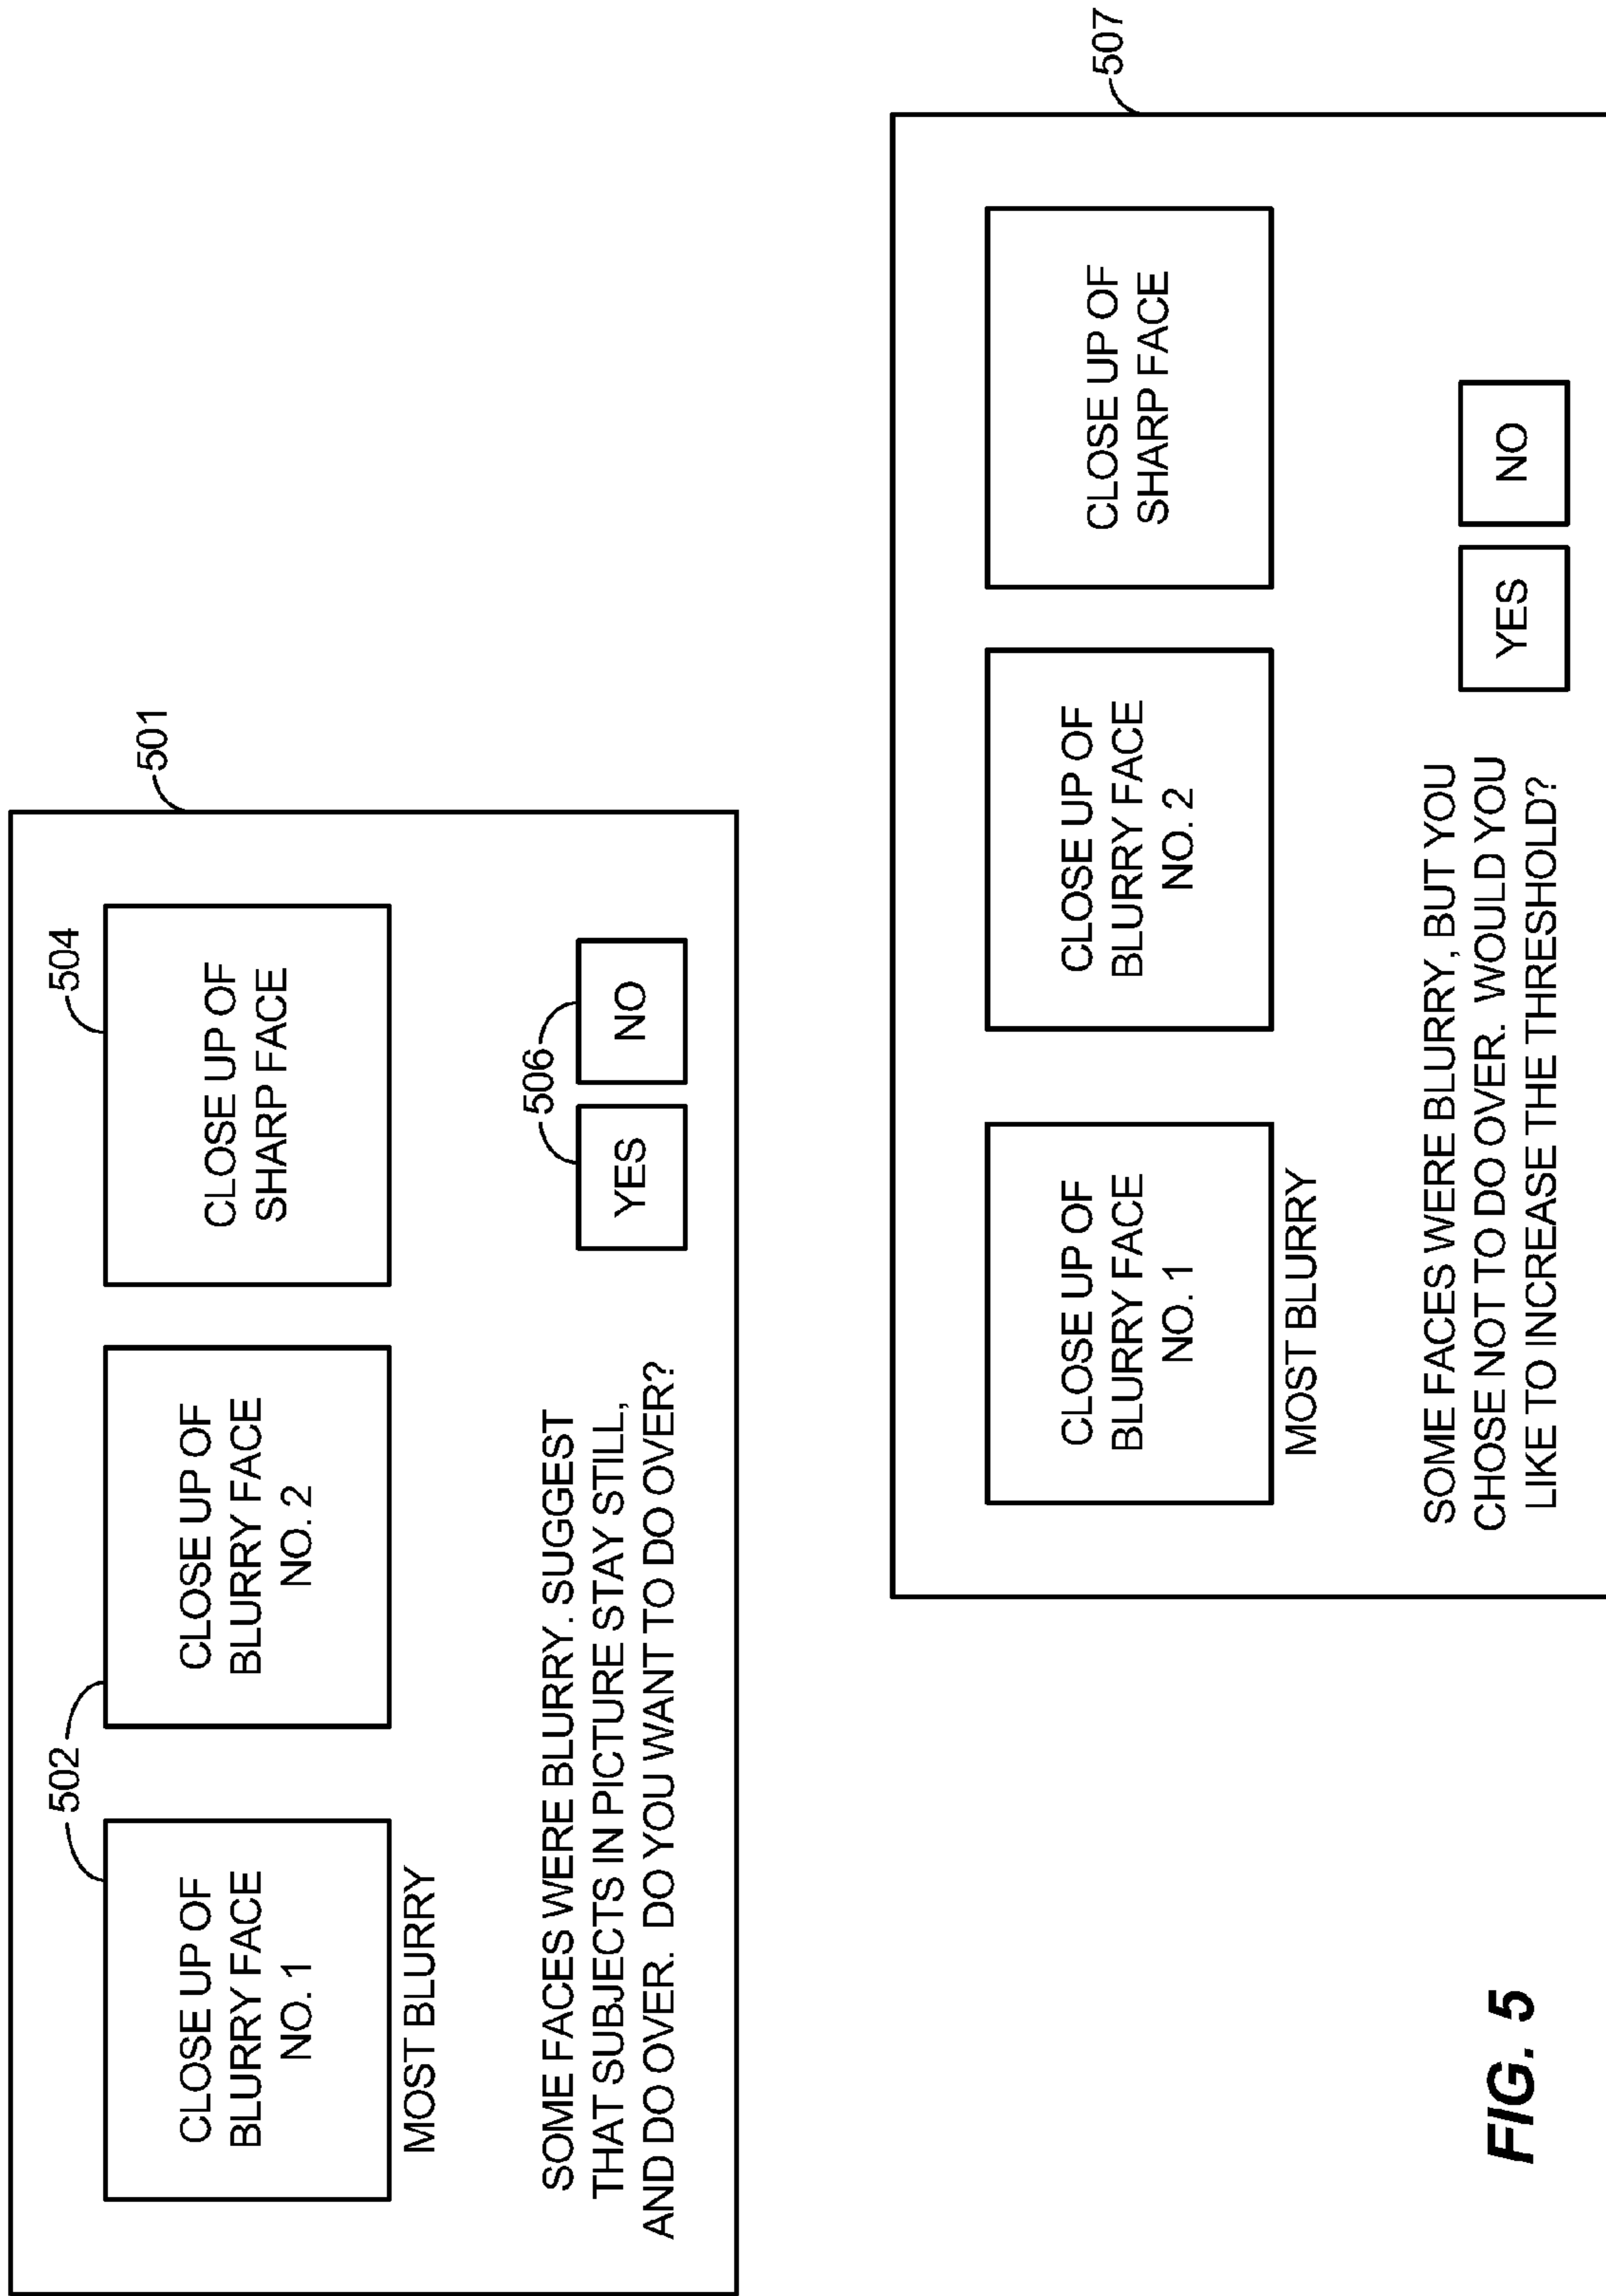 501
502
504
CLOSE UP OF
BLURRY FACE
NO. 1
CLOSE UP OF
BLURRY FACE
NO. 2
CLOSE UP OF
SHARP FACE
MOST BLURRY
SOME FACES WERE BLURRY. SUGGEST
THAT SUBJECTS IN PICTURE STAY STILL,
AND DO OVER. DO YOU WANT TO DO OVER?
506
YES
NO
507
CLOSE UP OF
BLURRY FACE
NO. 1
CLOSE UP OF
BLURRY FACE
NO. 2
CLOSE UP OF
SHARP FACE
MOST BLURRY
SOME FACES WERE BLURRY, BUT YOU
CHOSE NOT TO DO OVER. WOULD YOU
LIKE TO INCREASE THE THRESHOLD?
YES
NO
FIG. 5